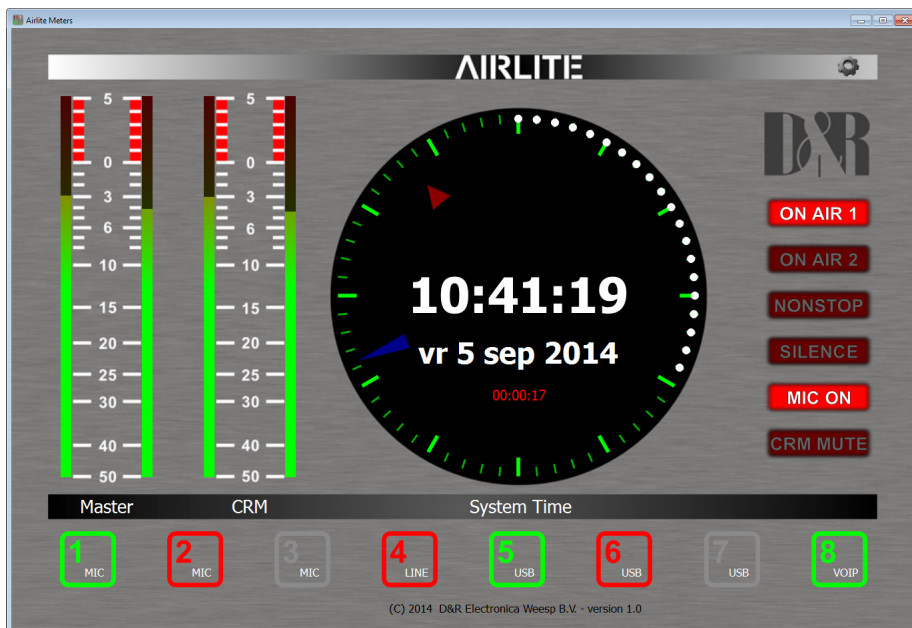 Airlite Meters
AIRLITE
5 5
0 0
3 3
6 6
10 10
15 15
20 20
25 25
30 30
40 40
50 50
10:41:19
vr 5 sep 2014
00:00:17
D&R
ON AIR 1
ON AIR 2
NONSTOP
SILENCE
MIC ON
CRM MUTE
Master CRM System Time
1 MIC
2 MIC
3 MIC
4 LINE
5 USB
6 USB
7 USB
8 VOIP
(C) 2014 D&R Electronica Weesp B.V. - version 1.0